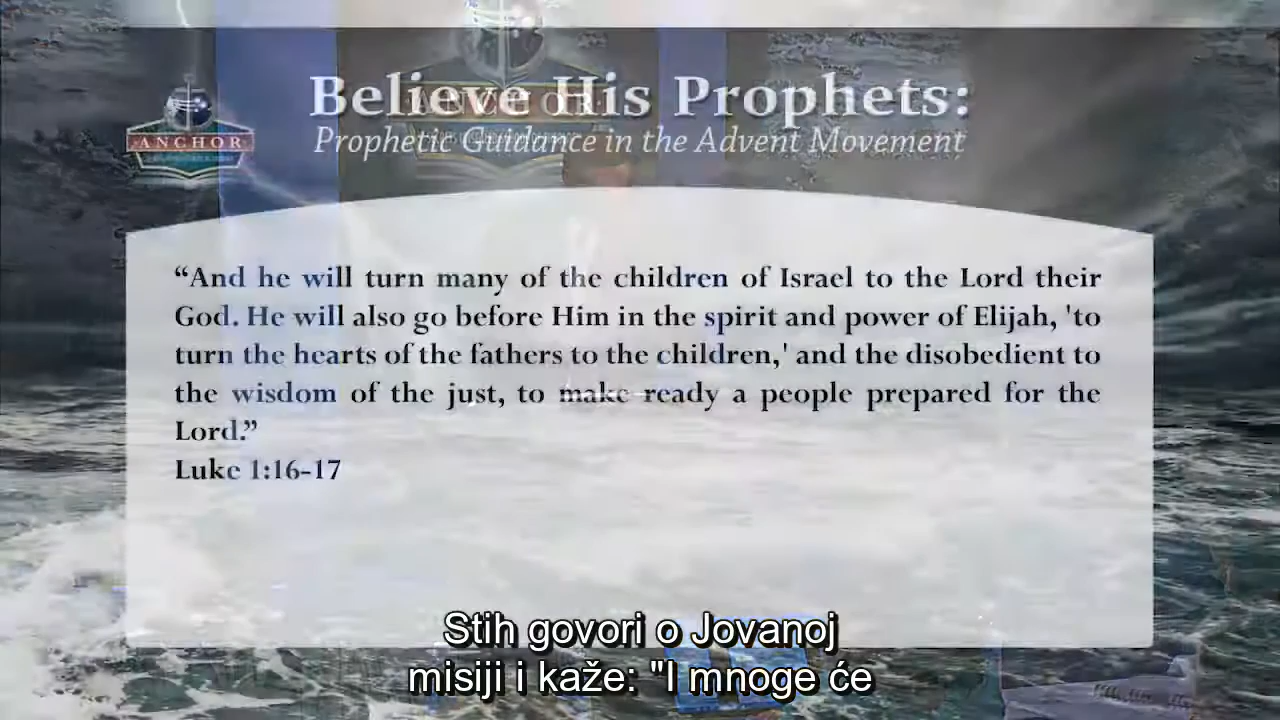 Believe His Prophets:
Prophetic Guidance in the Advent Movement
ANCHOR
ANCHOR
“And he will turn many of the children of Israel to the Lord their
God. He will also go before Him in the spirit and power of Elijah, 'to
turn the hearts of the fathers to the children,' and the disobedient to
the wisdom of the just, to make ready a people prepared for the
Lord.”
Luke 1:16-17
Stih govori o Jovanoj
misiji i kaže: "I mnoge će